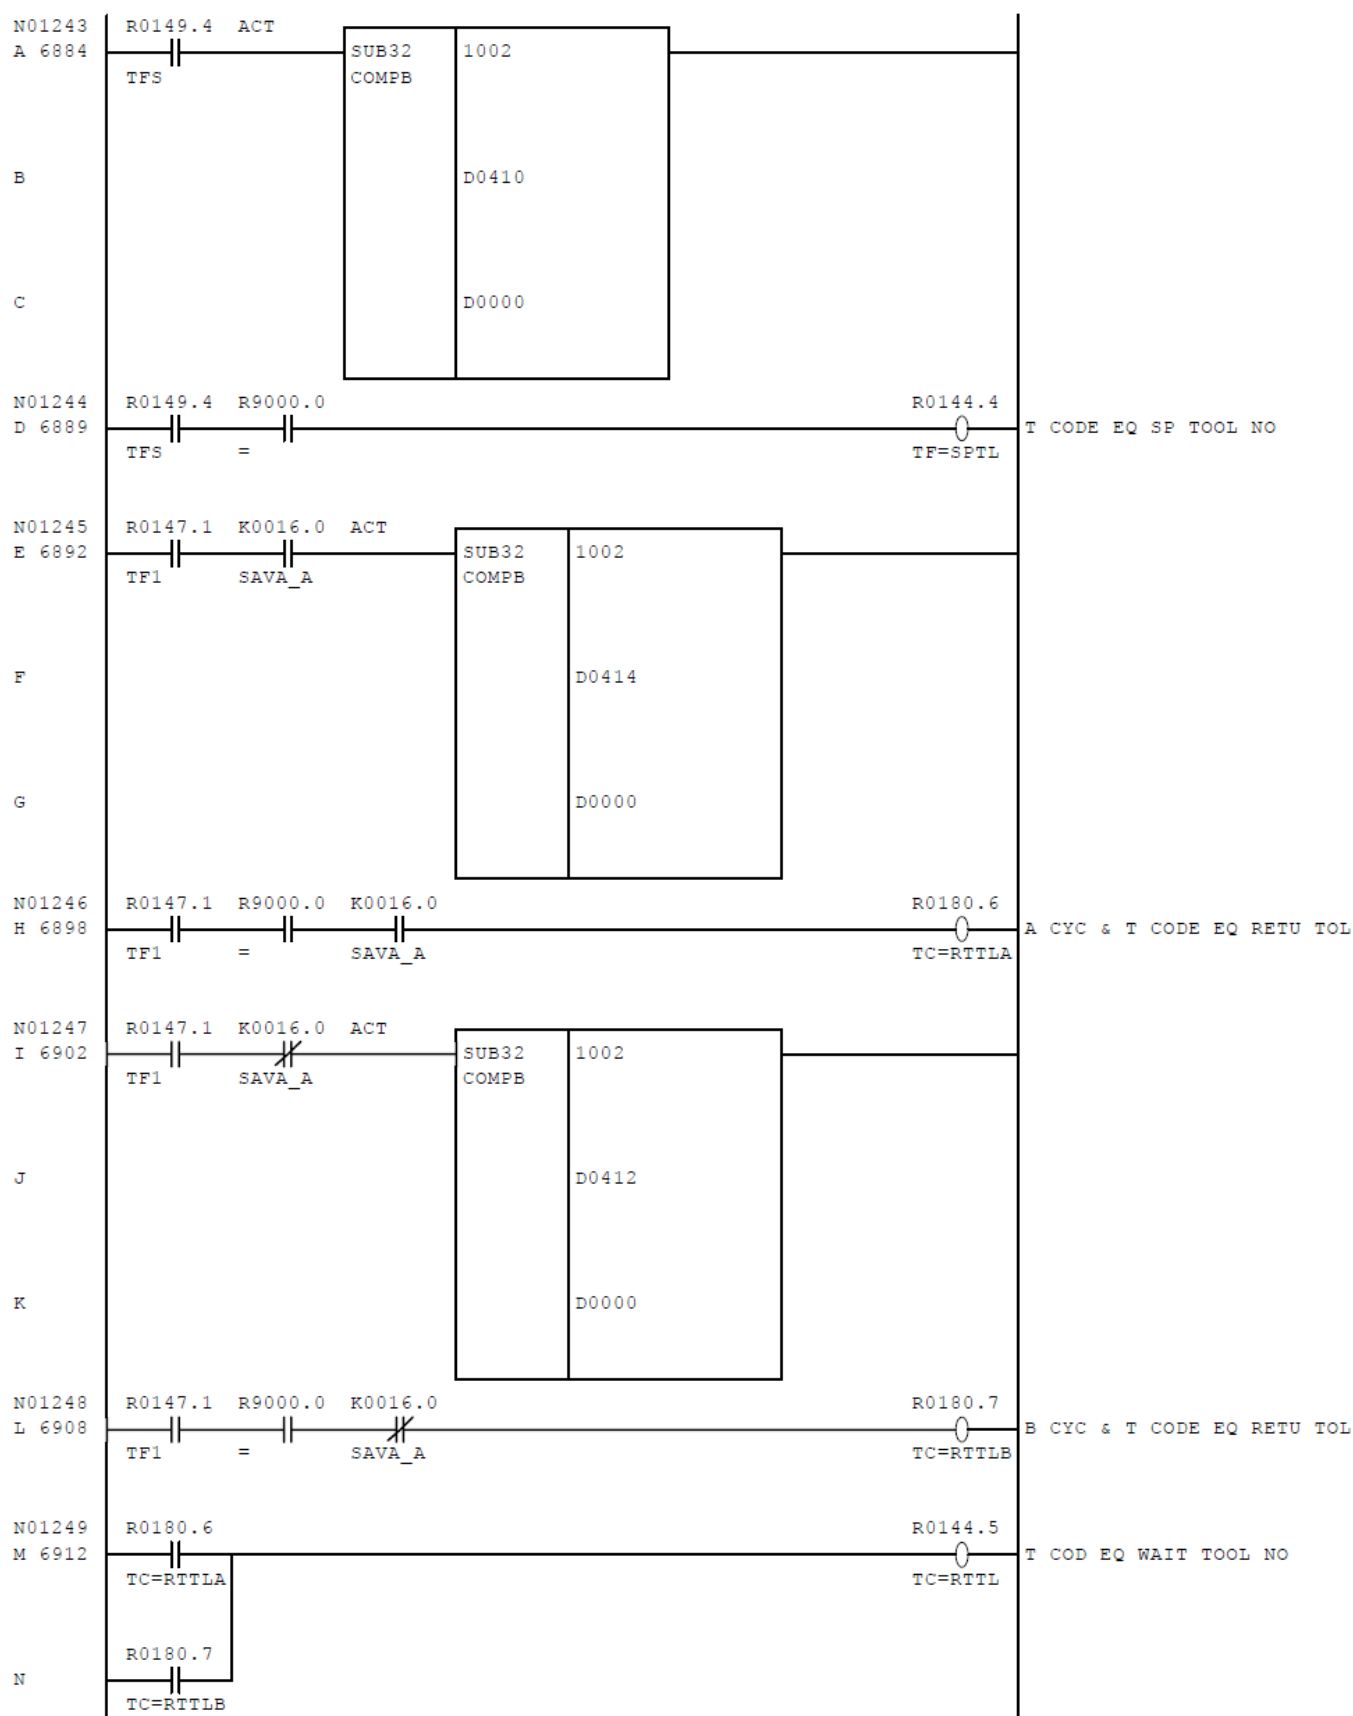 N01243 R0149.4 ACT
A 6884 SUB32 1002
TFS COMPB
B D0410
C D0000
N01244 R0149.4 R9000.0 R0144.4
D 6889 T CODE EQ SP TOOL NO
TFS = TF=SPTL
N01245 R0147.1 K0016.0 ACT
E 6892 SUB32 1002
TF1 SAVA_A COMPB
F D0414
G D0000
N01246 R0147.1 R9000.0 K0016.0 R0180.6
H 6898 A CYC & T CODE EQ RETU TOL
TF1 = SAVA_A TC=RTTLA
N01247 R0147.1 K0016.0 ACT
I 6902 SUB32 1002
TF1 SAVA_A COMPB
J D0412
K D0000
N01248 R0147.1 R9000.0 K0016.0 R0180.7
L 6908 B CYC & T CODE EQ RETU TOL
TF1 = SAVA_A TC=RTTLB
N01249 R0180.6 R0144.5
M 6912 T COD EQ WAIT TOOL NO
TC=RTTLA TC=RTTL
R0180.7
N
TC=RTTLB